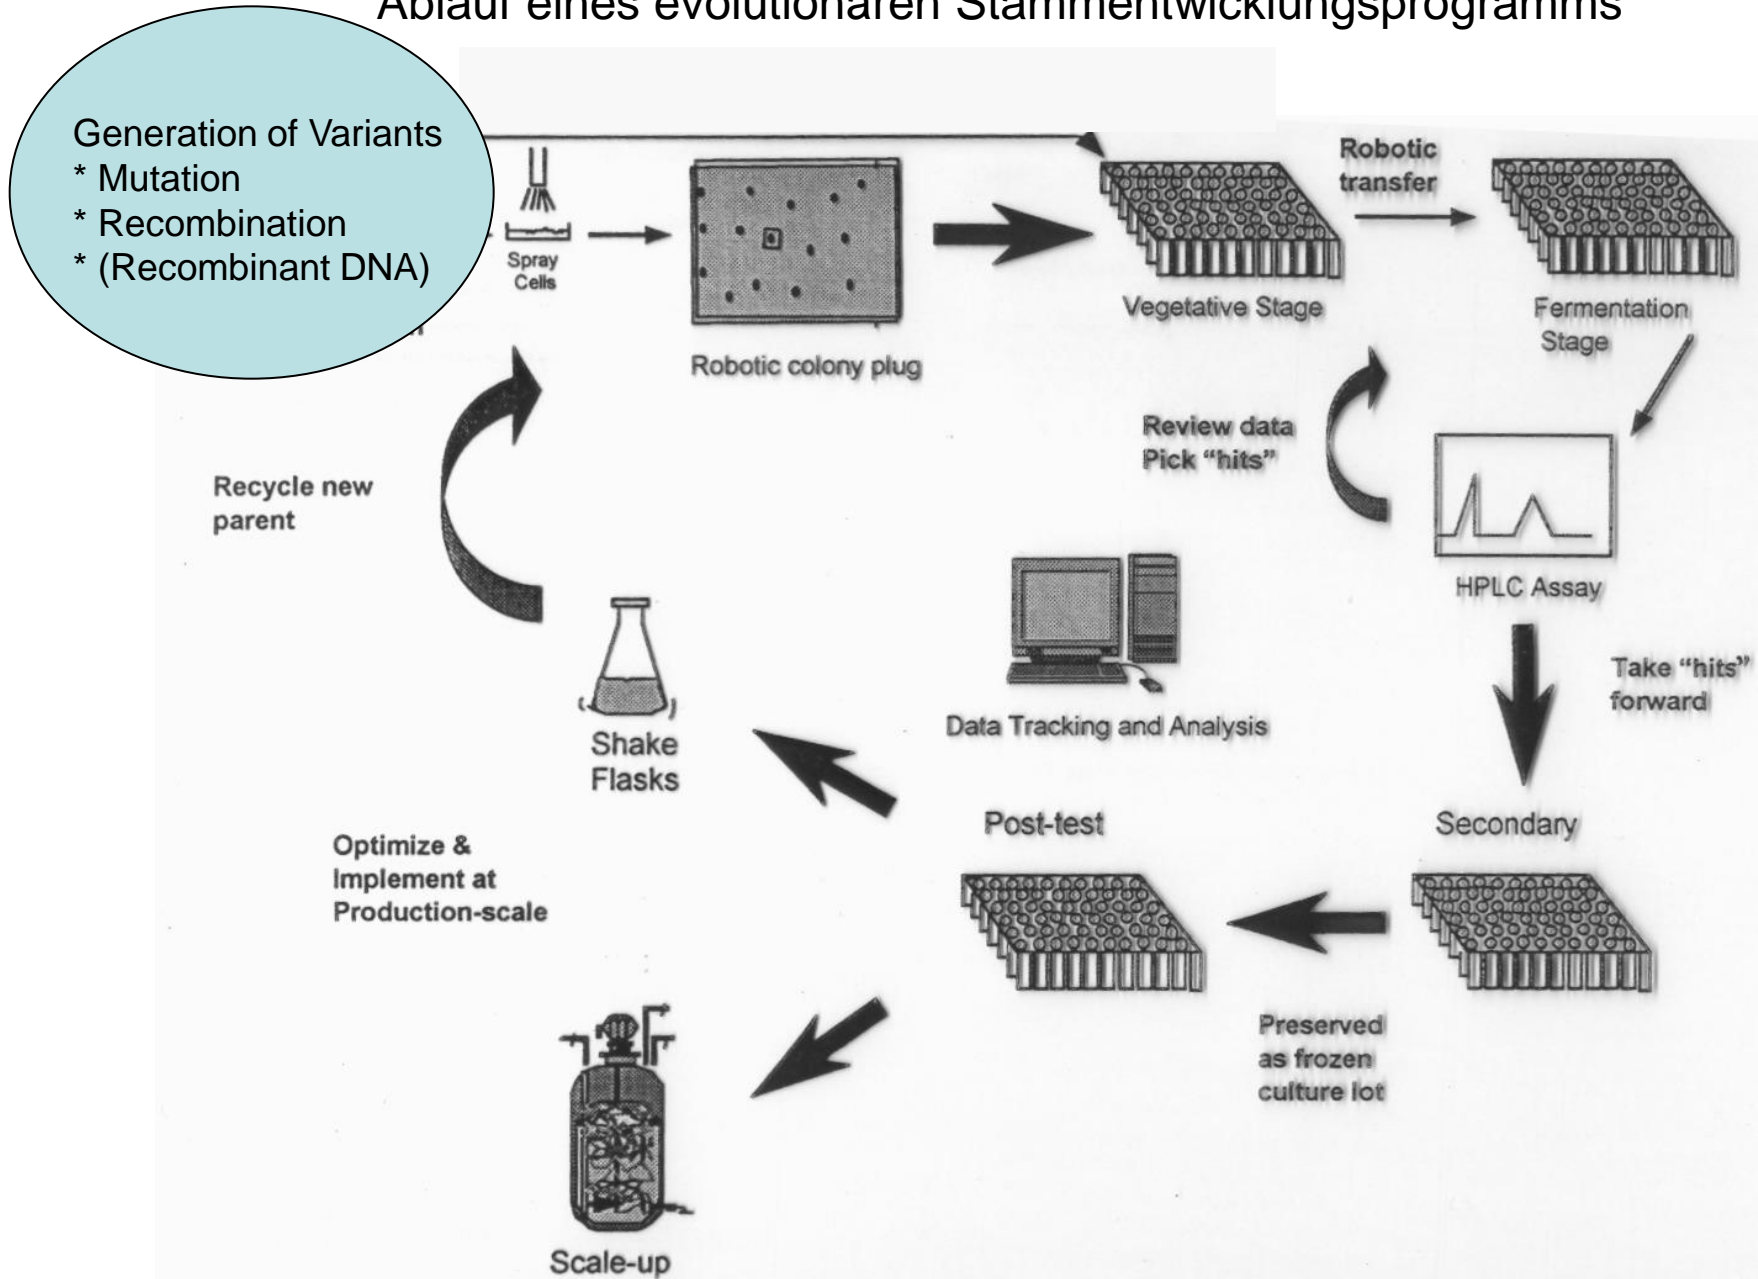 Ablauf eines evolutionären Stammentwicklungsprogramms
Generation of Variants
* Mutation
* Recombination
* (Recombinant DNA)
Spray
Cells
Robotic colony plug
Vegetative Stage
Robotic
transfer
Fermentation
Stage
Review data
Pick “hits”
HPLC Assay
Take “hits”
forward
Recycle new
parent
Shake
Flasks
Data Tracking and Analysis
Post-test
Secondary
Optimize &
Implement at
Production-scale
Preserved
as frozen
culture lot
Scale-up